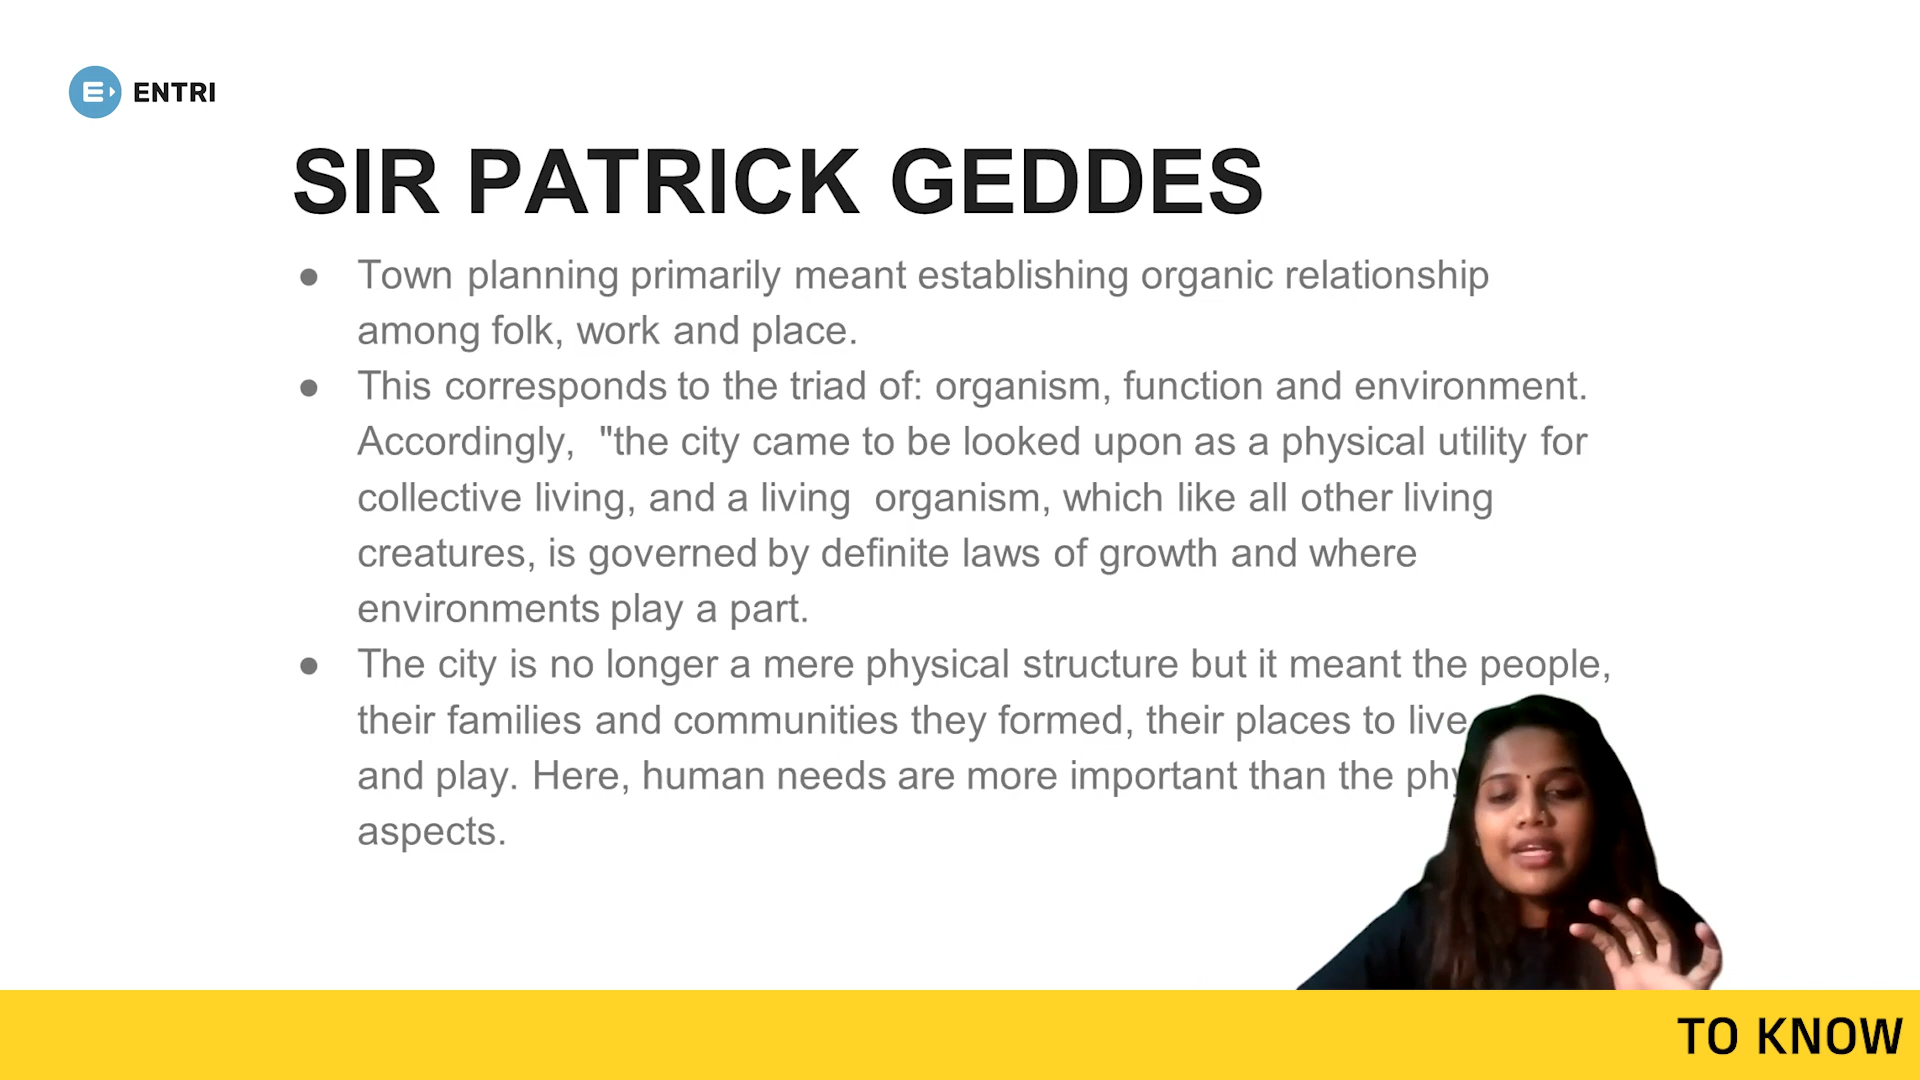 ENTRI
SIR PATRICK GEDDES
● Town planning primarily meant establishing organic relationship
among folk, work and place.
● This corresponds to the triad of: organism, function and environment.
Accordingly, "the city came to be looked upon as a physical utility for
collective living, and a living organism, which like all other living
creatures, is governed by definite laws of growth and where
environments play a part.
● The city is no longer a mere physical structure but it meant the people,
their families and communities they formed, their places to live
and play. Here, human needs are more important than the
aspects.
TO KNOW